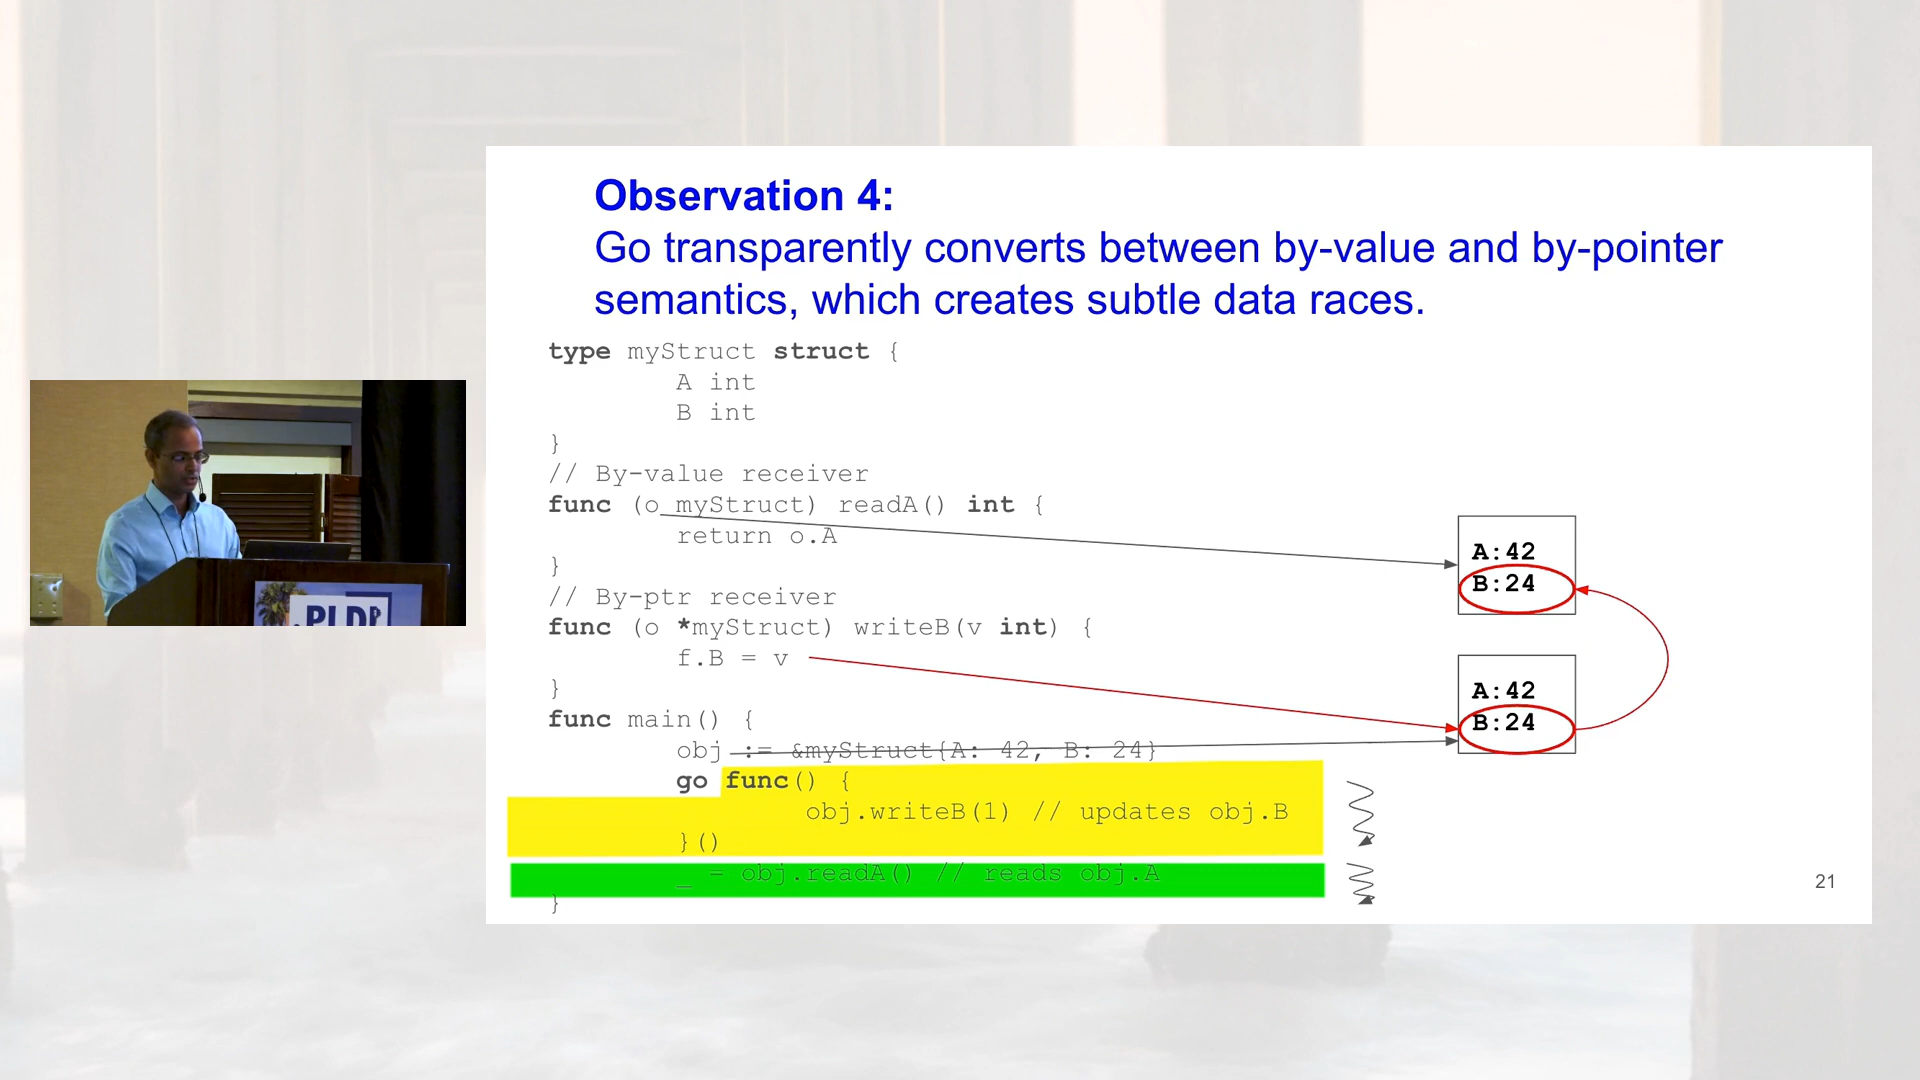 Observation 4:
Go transparently converts between by-value and by-pointer
semantics, which creates subtle data races.
type myStruct struct {
A int
B int
}
// By-value receiver
func (o myStruct) readA() int {
return o.A
}
// By-ptr receiver
func (o *myStruct) writeB(v int) {
f.B = v
}
func main() {
obj := &myStruct{A: 42, B: 24}
go func() {
obj.writeB(1) // updates obj.B
}()
_ = obj.readA() // reads obj.A
}
A:42
B:24
A:42
B:24
21
PLDI